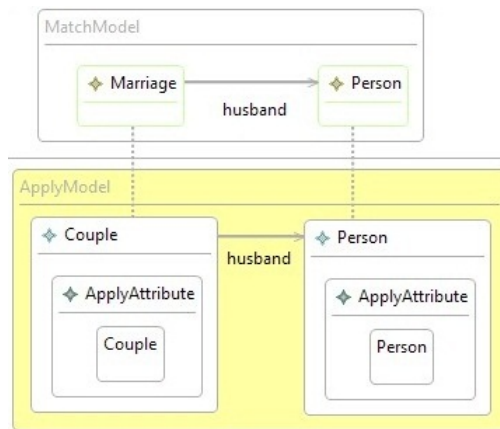 MatchModel
Marriage
Person
husband
ApplyModel
Couple
Person
husband
ApplyAttribute
ApplyAttribute
Couple
Person